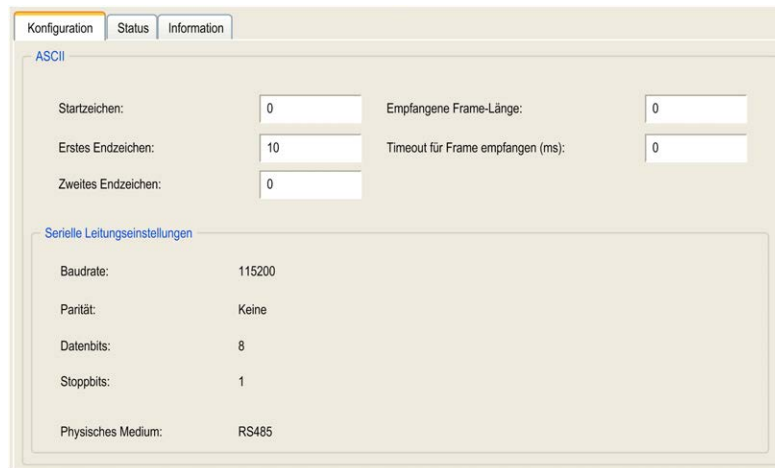 Konfiguration Status Information
ASCII
Startzeichen: 0 Empfangene Frame-Länge: 0
Erstes Endzeichen: 10 Timeout für Frame empfangen (ms): 0
Zweites Endzeichen: 0
Serielle Leitungseinstellungen
Baudrate: 115200
Parität: Keine
Datenbits: 8
Stoppbits: 1
Physisches Medium: RS485